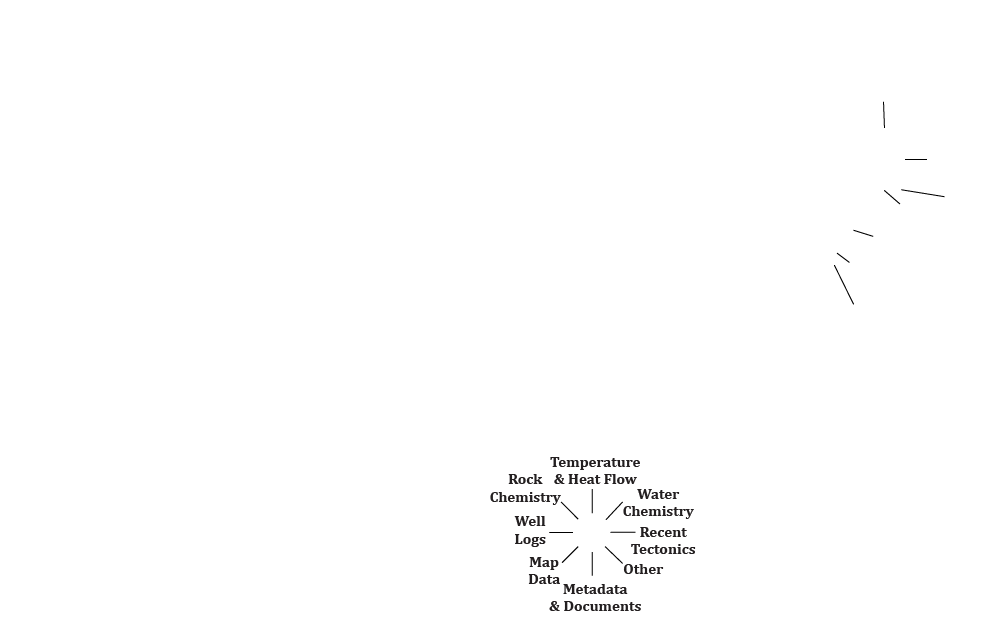 Temperature
& Heat Flow
Rock
Chemistry
Water
Chemistry
Well
Logs
Recent
Tectonics
Map
Data
Other
Metadata
& Documents